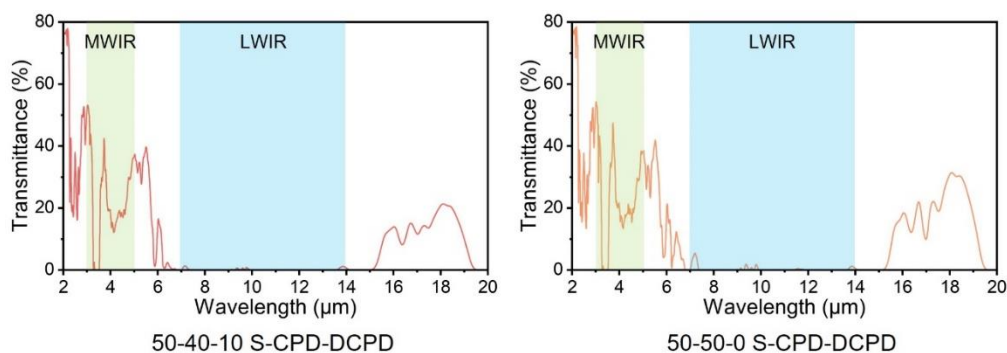 80
60
40
20
0
Transmittance (%)
MWIR
LWIR
2 4 6 8 10 12 14 16 18 20
Wavelength (µm)
50-40-10 S-CPD-DCPD
80
60
40
20
0
Transmittance (%)
MWIR
LWIR
2 4 6 8 10 12 14 16 18 20
Wavelength (µm)
50-50-0 S-CPD-DCPD